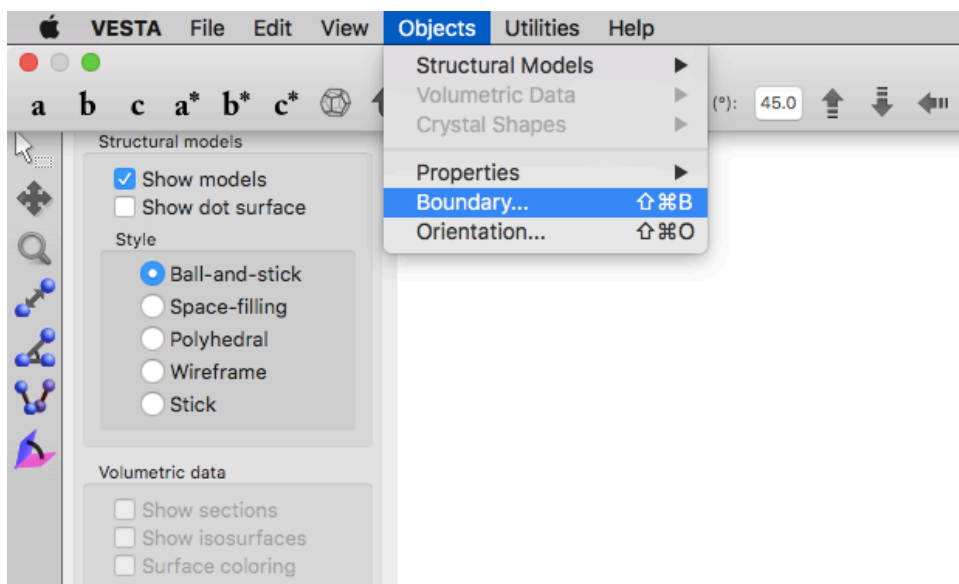 VESTA File Edit View Objects Utilities Help
a b c a* b* c* (°): 45.0
Structural Models
Volumetric Data
Crystal Shapes
Properties
Boundary... ⇧⌘B
Orientation... ⇧⌘O
Structural models
Show models
Show dot surface
Style
Ball-and-stick
Space-filling
Polyhedral
Wireframe
Stick
Volumetric data
Show sections
Show isosurfaces
Surface coloring